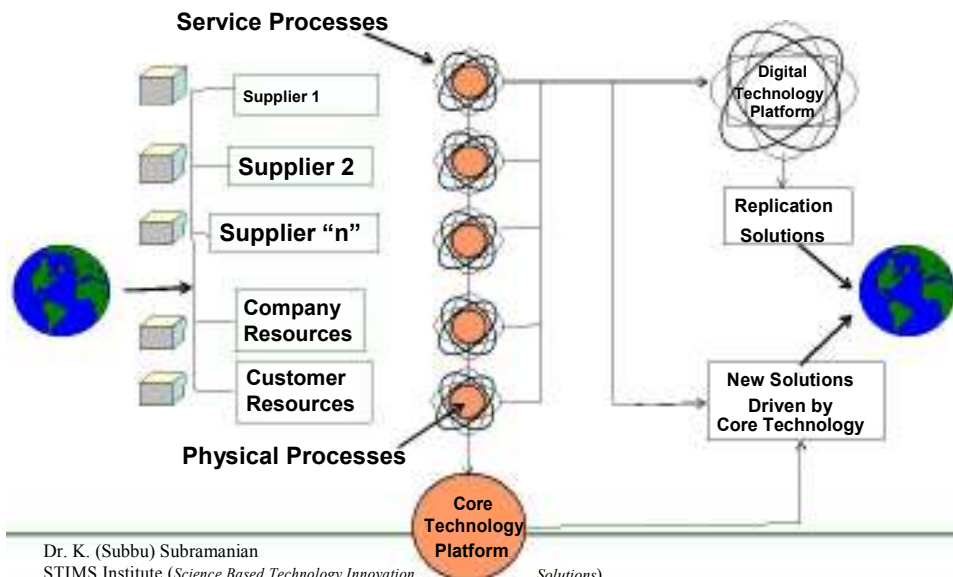 Service Processes
Supplier 1
Supplier 2
Supplier “n”
Company
Resources
Customer
Resources
Physical Processes
Digital
Technology
Platform
Replication
Solutions
New Solutions
Driven by
Core Technology
Core
Technology
Platform
Dr. K. (Subbu) Subramanian
STIMS Institute (Science Based Technology Innovation Solutions)